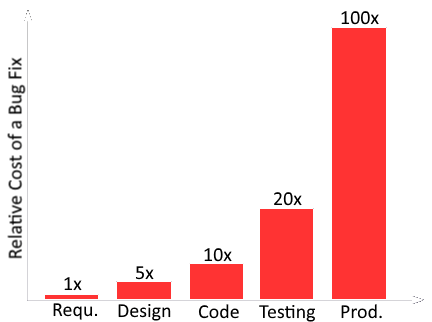 Relative Cost of a Bug Fix
1x
5x
10x
20x
100x
Requ.
Design
Code
Testing
Prod.